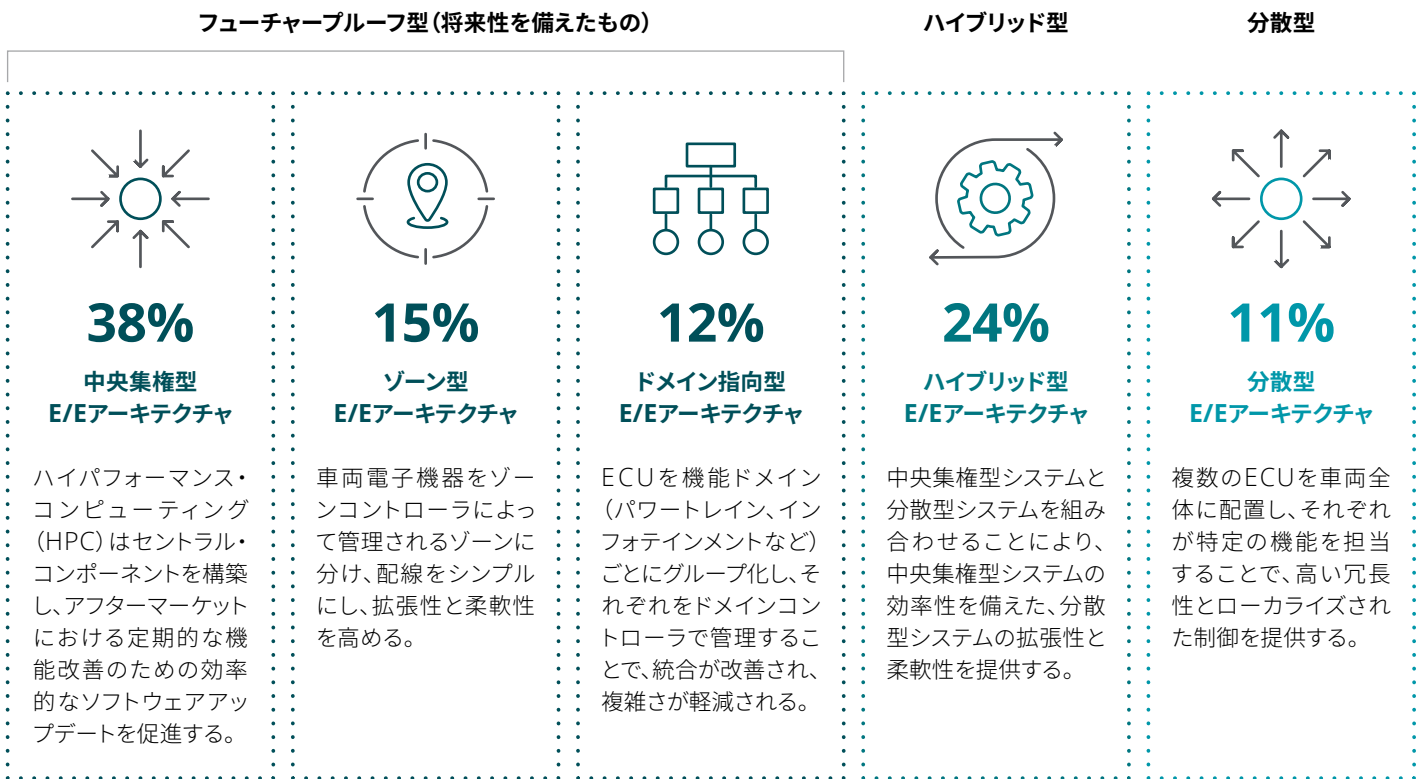 フューチャープルーフ型（将来性を備えたもの）
ハイブリッド型
分散型
38%
中央集権型
E/Eアーキテクチャ
ハイパフォーマンス・
コンピューティング
（HPC）はセントラル・
コンポーネントを構築
し、アフターマーケット
における定期的な機
能改善のための効率
的なソフトウェアアッ
プデートを促進する。
15%
ゾーン型
E/Eアーキテクチャ
車両電子機器をゾー
ンコントローラによっ
て管理されるゾーンに
分け、配線をシンプル
にし、拡張性と柔軟性
を高める。
12%
ドメイン指向型
E/Eアーキテクチャ
ECUを機能ドメイン
（パワートレイン、イン
フォテインメントなど）
ごとにグループ化し、そ
れぞれをドメインコン
トローラで管理するこ
とで、統合が改善され、
複雑さが軽減される。
24%
ハイブリッド型
E/Eアーキテクチャ
中央集権型システムと
分散型システムを組み
合わせることにより、
中央集権型システムの
効率性を備えた、分散
型システムの拡張性と
柔軟性を提供する。
11%
分散型
E/Eアーキテクチャ
複数のECUを車両全
体に配置し、それぞれ
が特定の機能を担当
することで、高い冗長
性とローカライズされ
た制御を提供する。